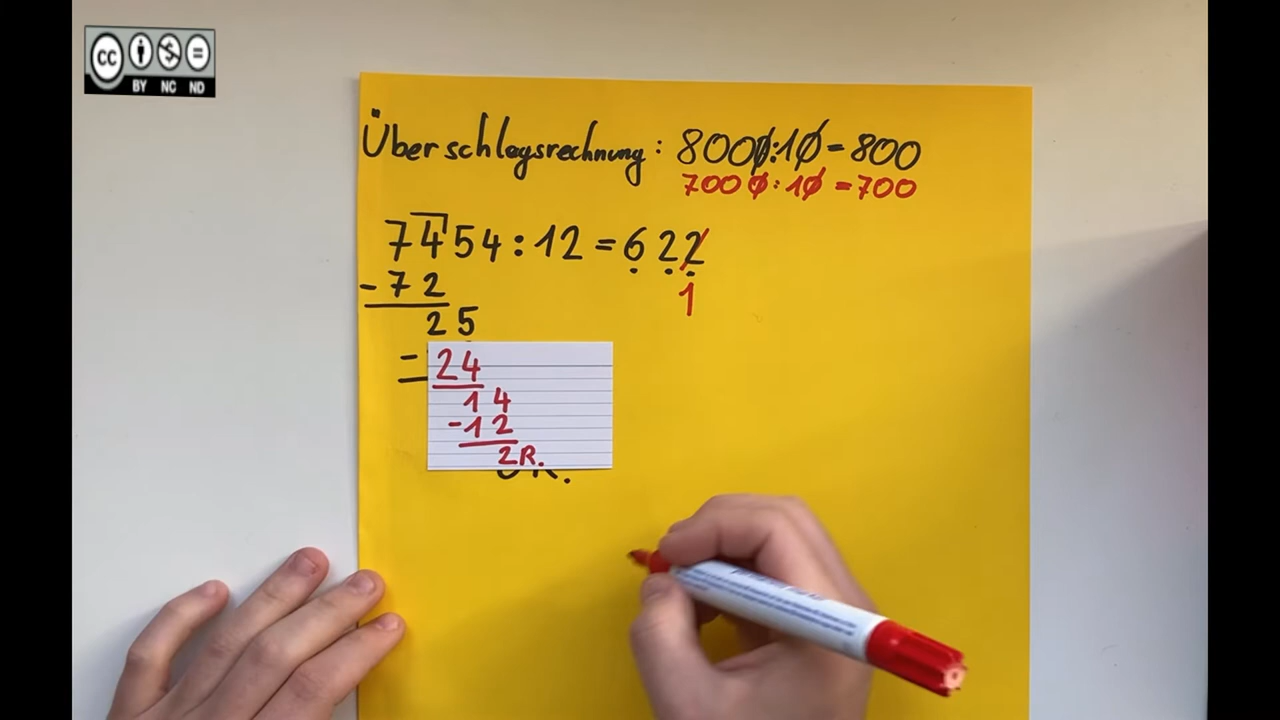 CC BY NC ND
Überschlagsrechnung: 8000:10=800
7000:10=700
7454:12=622
1
-72
25
-24
14
-12
2R.